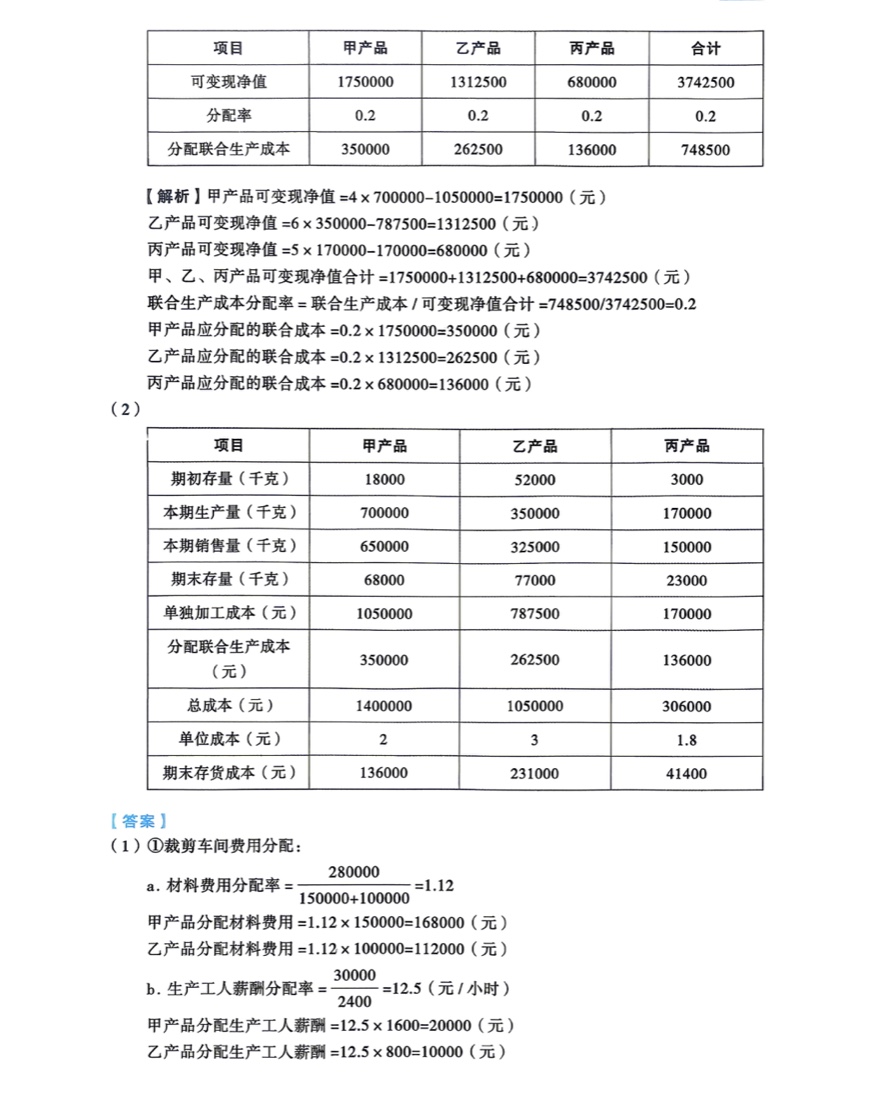 项目 甲产品 乙产品 丙产品 合计
可变现净值 1750000 1312500 680000 3742500
分配率 0.2 0.2 0.2 0.2
分配联合生产成本 350000 262500 136000 748500
【解析】甲产品可变现净值=4×700000-1050000=1750000（元）
乙产品可变现净值=6×350000-787500=1312500（元）
丙产品可变现净值=5×170000-170000=680000（元）
甲、乙、丙产品可变现净值合计=1750000+1312500+680000=3742500（元）
联合生产成本分配率=联合生产成本/可变现净值合计=748500/3742500=0.2
甲产品应分配的联合成本=0.2×1750000=350000（元）
乙产品应分配的联合成本=0.2×1312500=262500（元）
丙产品应分配的联合成本=0.2×680000=136000（元）
（2）
项目 甲产品 乙产品 丙产品
期初存量（千克） 18000 52000 3000
本期生产量（千克） 700000 350000 170000
本期销售量（千克） 650000 325000 150000
期末存量（千克） 68000 77000 23000
单独加工成本（元） 1050000 787500 170000
分配联合生产成本
（元） 350000 262500 136000
总成本（元） 1400000 1050000 306000
单位成本（元） 2 3 1.8
期末存货成本（元） 136000 231000 41400
【答案】
（1）①裁剪车间费用分配：
280000
a. 材料费用分配率= =1.12
150000+100000
甲产品分配材料费用=1.12×150000=168000（元）
乙产品分配材料费用=1.12×100000=112000（元）
30000
b. 生产工人薪酬分配率= =12.5（元/小时）
2400
甲产品分配生产工人薪酬=12.5×1600=20000（元）
乙产品分配生产工人薪酬=12.5×800=10000（元）